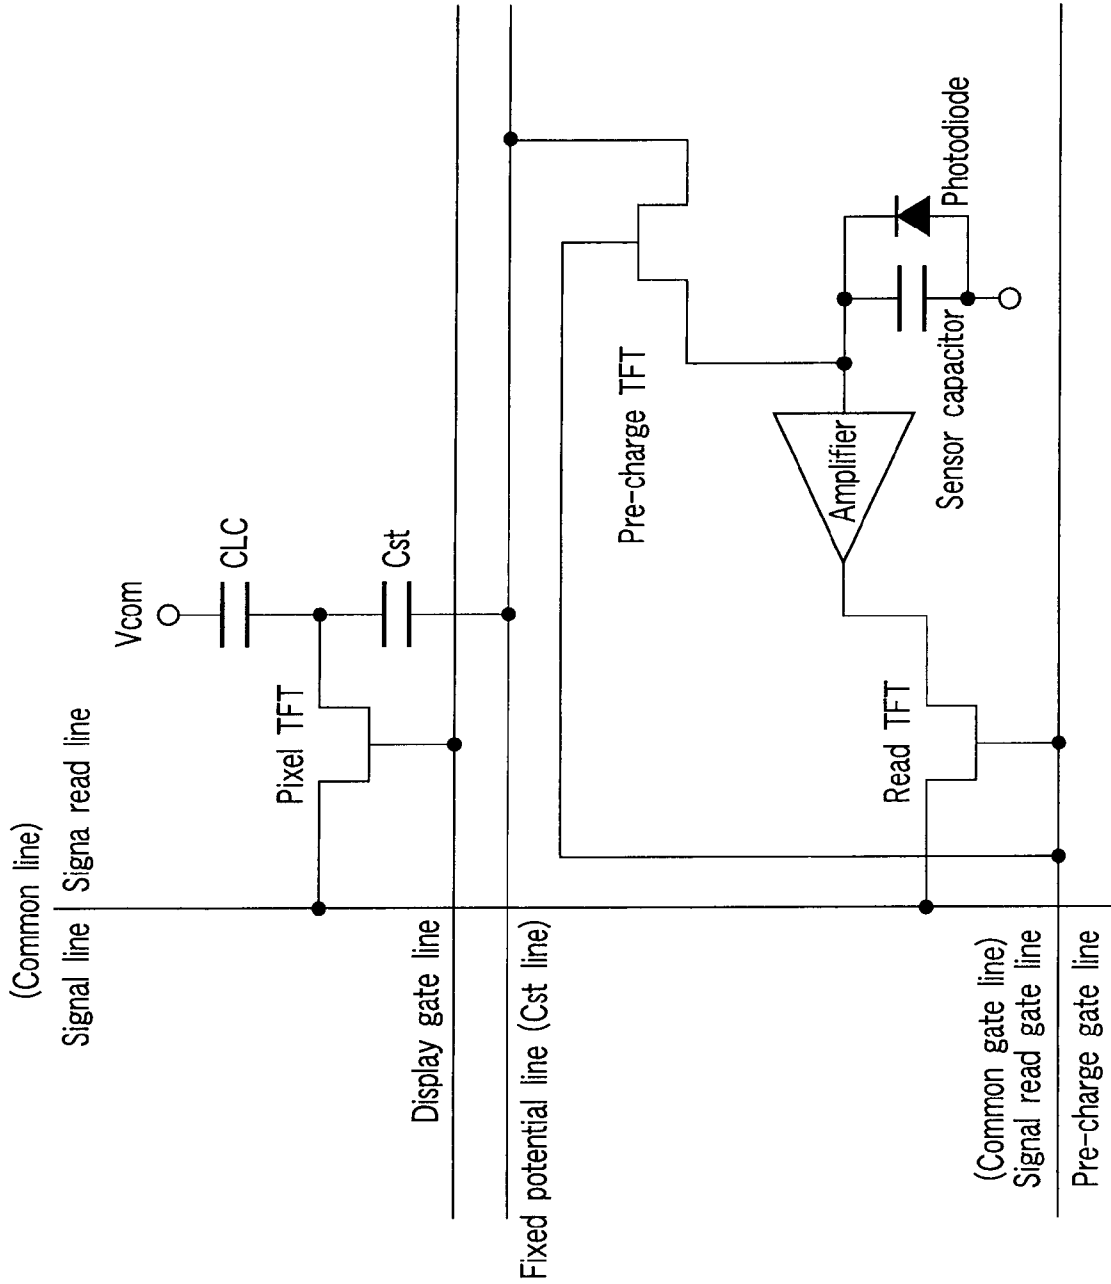 (Common line)
Signal line
Signa read line
Vcom
CLC
Pixel TFT
Cst
Display gate line
Fixed potential line (Cst line)
Pre-charge TFT
Amplifier
Photodiode
Sensor capacitor
Read TFT
(Common gate line)
Signal read gate line
Pre-charge gate line